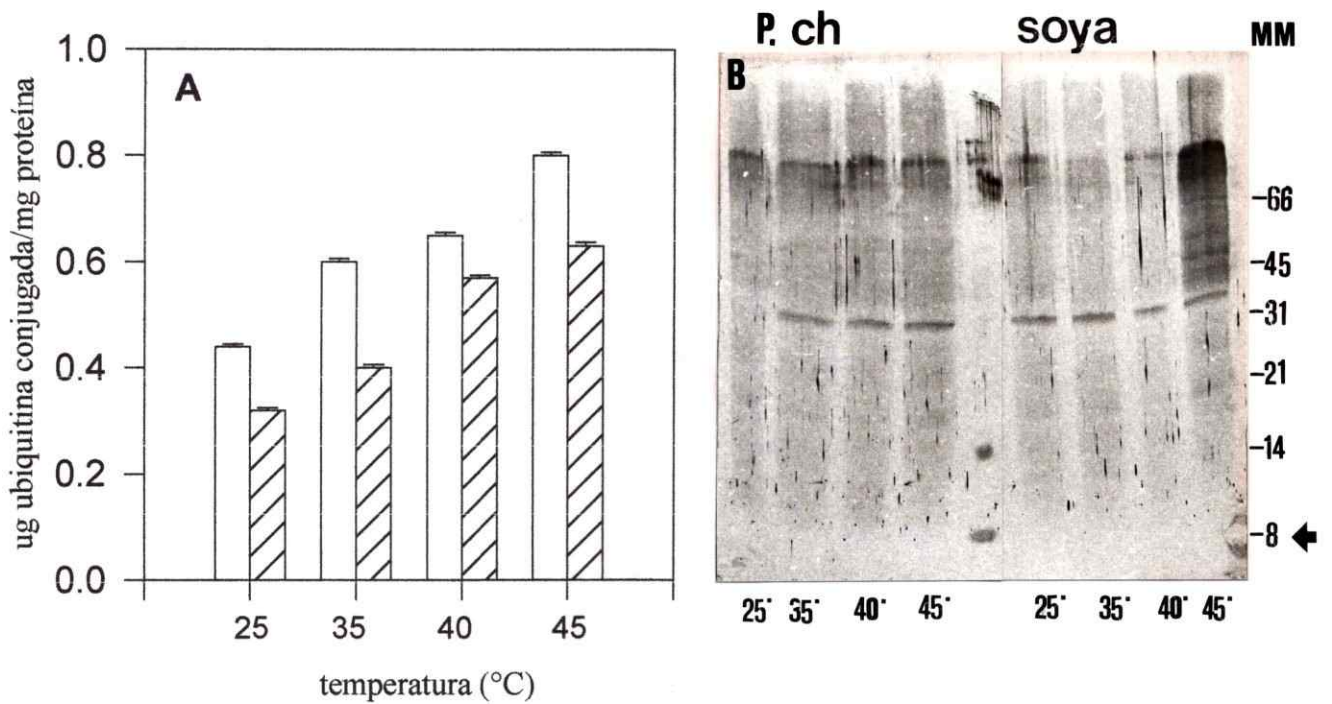 A
1.0
0.8
0.6
0.4
0.2
0.0
ug ubiquitina conjugada/mg proteína
25 35 40 45
temperatura (°C)
P. ch soya MM
B
-66
-45
-31
-21
-14
-8
25° 35° 40° 45° 25° 35° 40° 45°